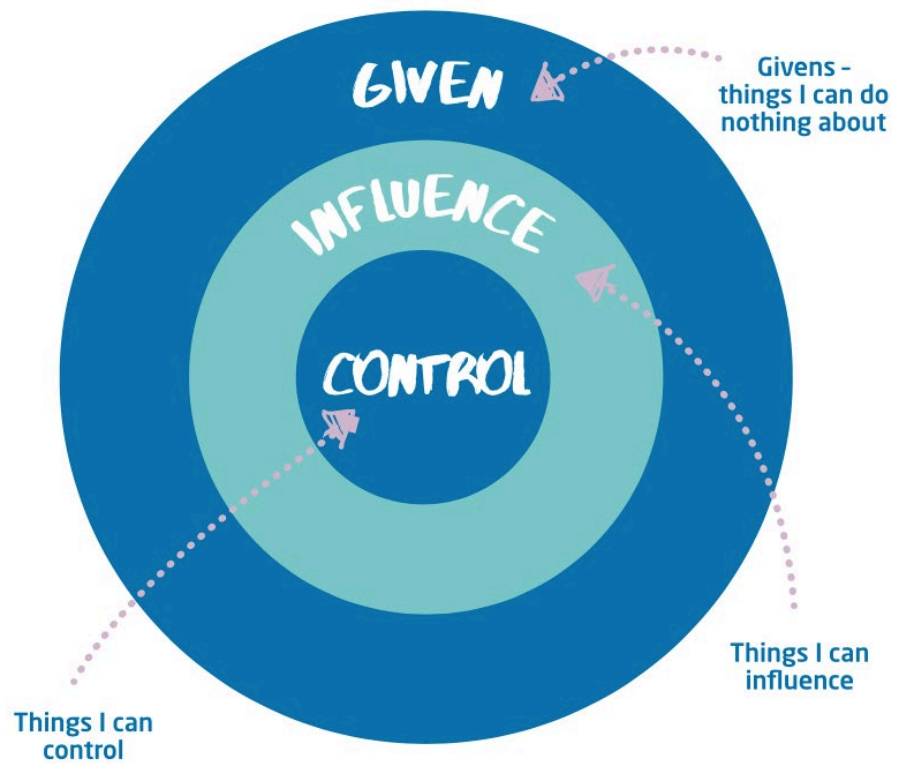 GIVEN
Givens –
things I can do
nothing about
INFLUENCE
CONTROL
Things I can
influence
Things I can
control